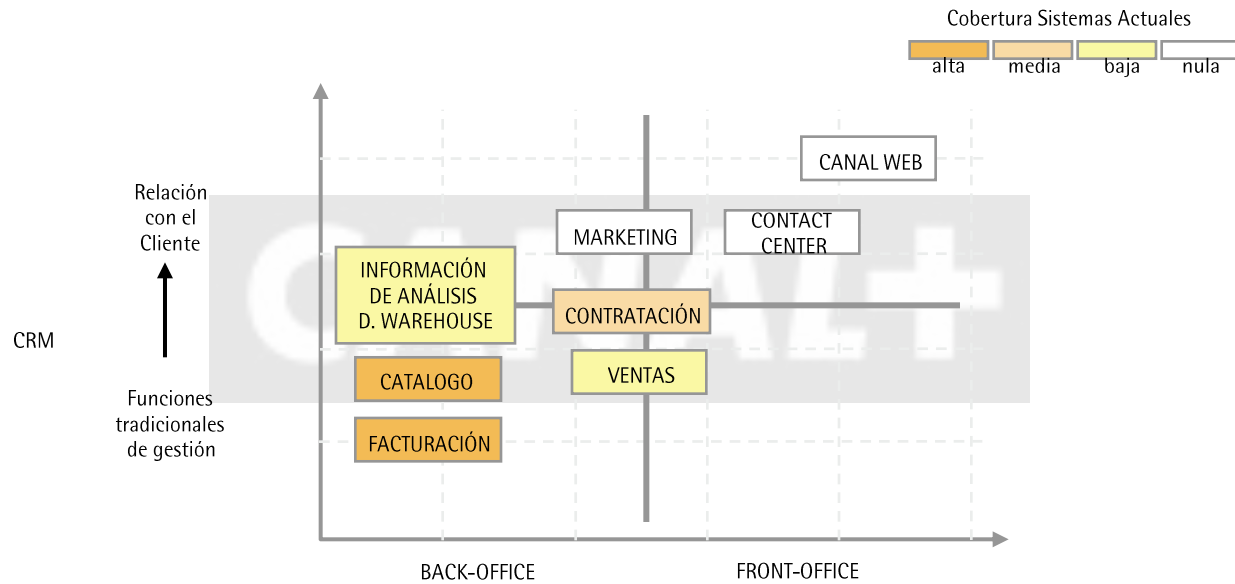 Cobertura Sistemas Actuales
alta media baja nula
CANAL WEB
Relación
con el
Cliente
MARKETING
CONTACT
CENTER
INFORMACIÓN
DE ANÁLISIS
D. WAREHOUSE
CONTRATACIÓN
CRM
CANAL+
CATALOGO
VENTAS
Funciones
tradicionales
de gestión
FACTURACIÓN
BACK-OFFICE
FRONT-OFFICE